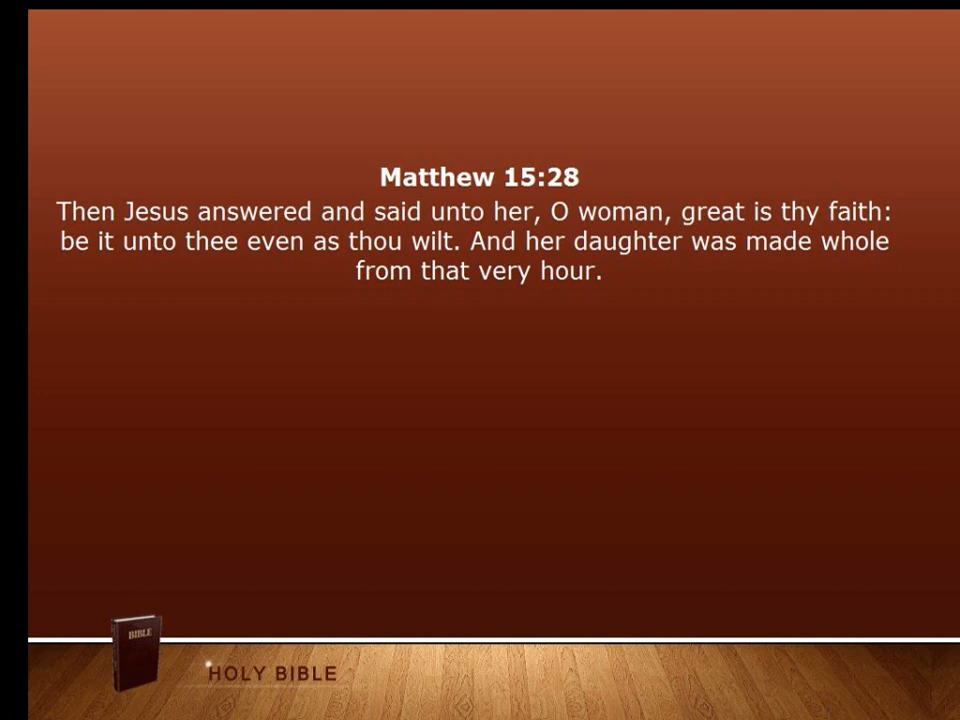 Matthew 15:28
Then Jesus answered and said unto her, O woman, great is thy faith:
be it unto thee even as thou wilt. And her daughter was made whole
from that very hour.
BIBLE
HOLY BIBLE